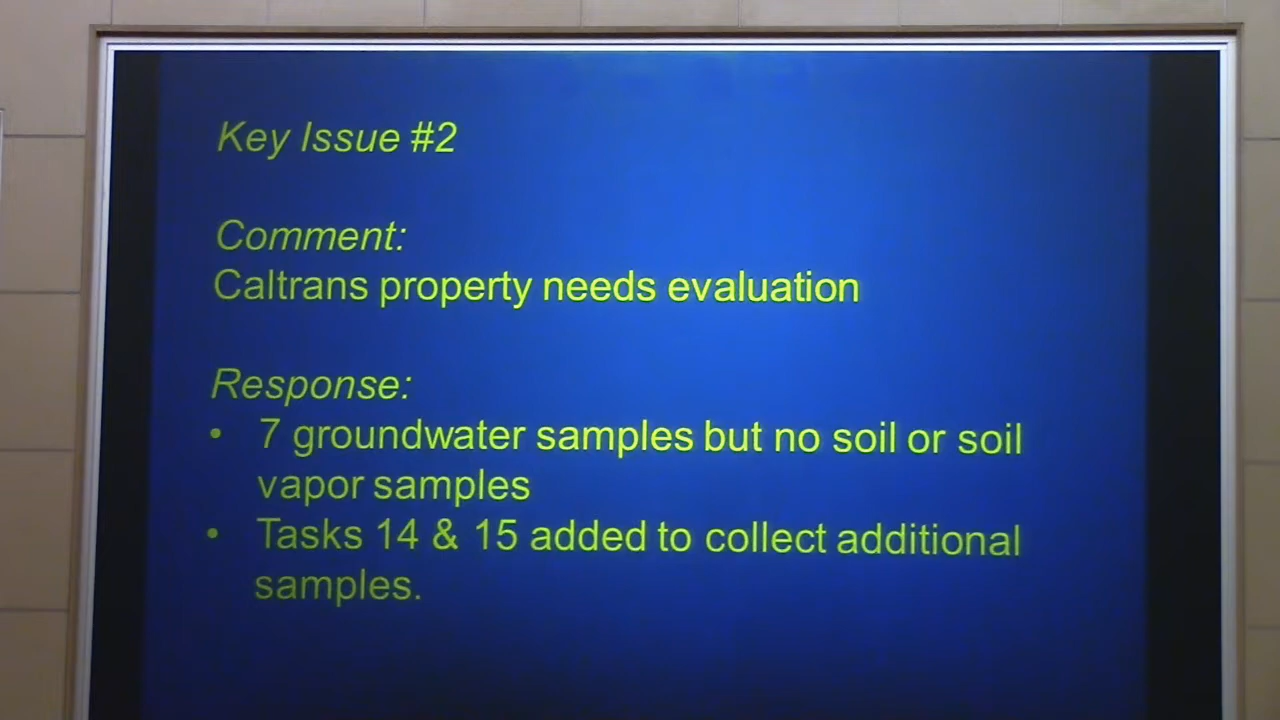 Key Issue #2
Comment:
Caltrans property needs evaluation
Response:
• 7 groundwater samples but no soil or soil
vapor samples
• Tasks 14 & 15 added to collect additional
samples.